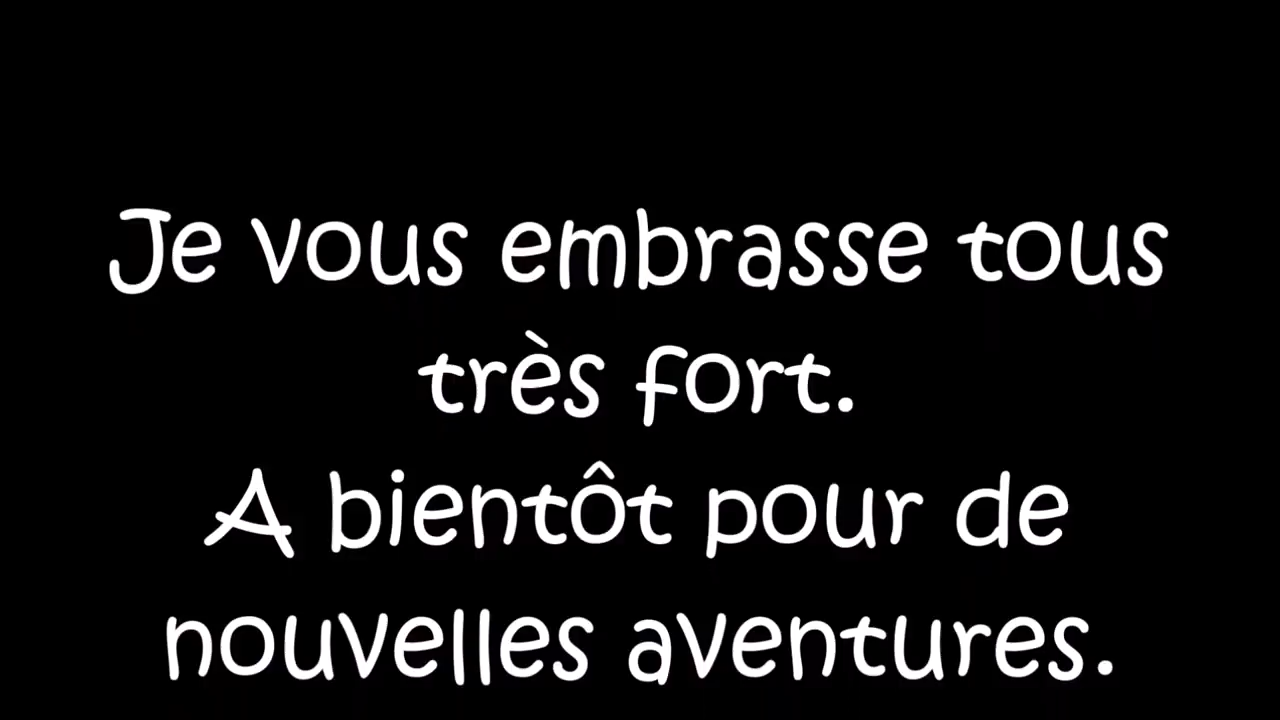 Je vous embrasse tous
très fort.
A bientôt pour de
nouvelles aventures.